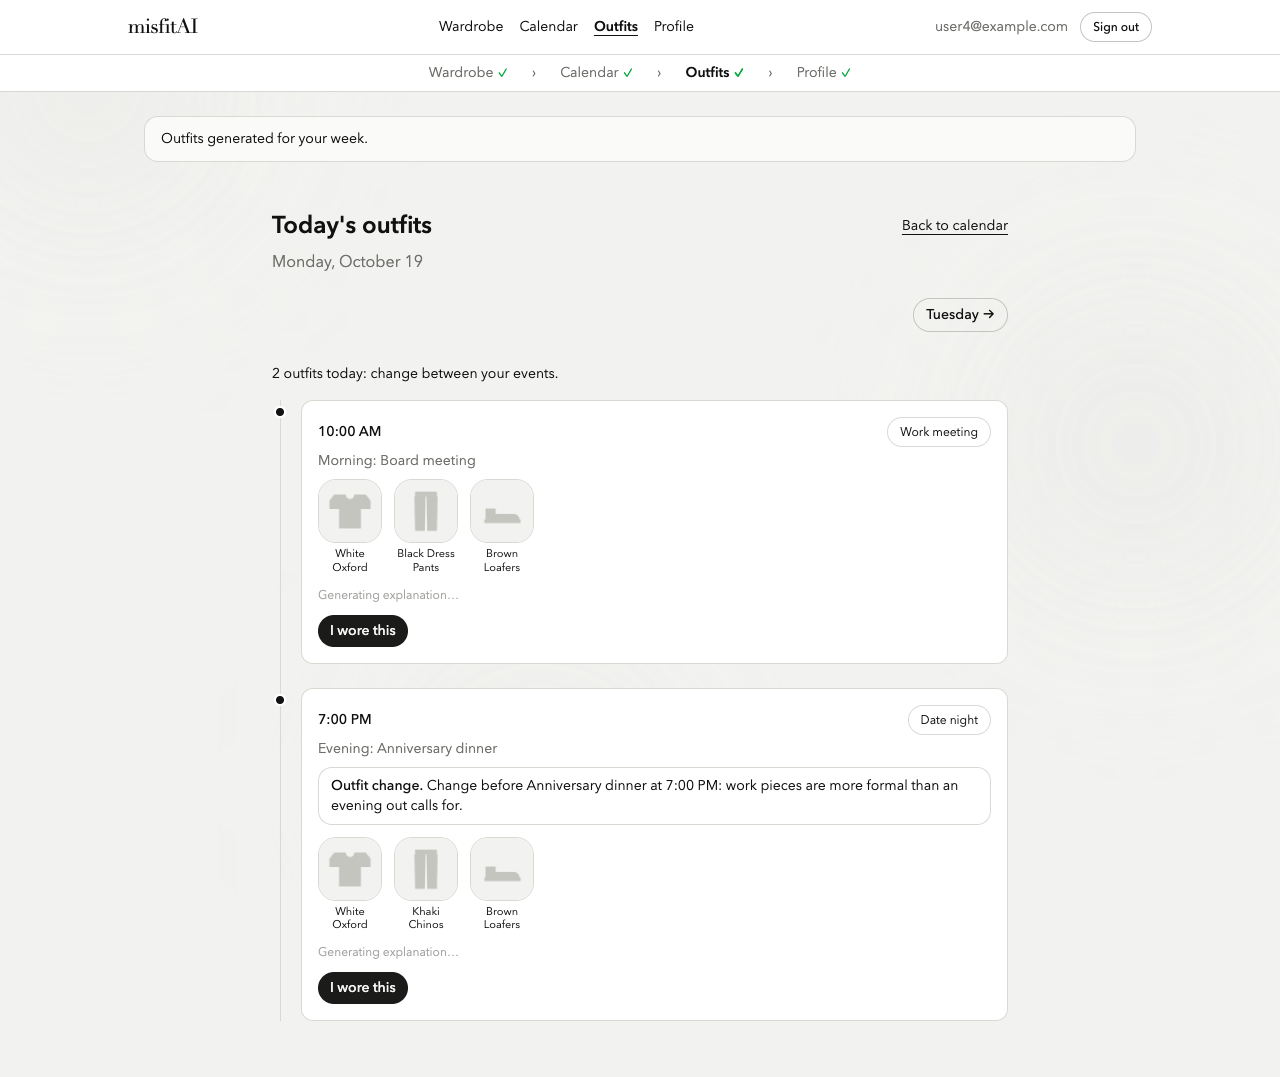 misfitAI
Wardrobe Calendar Outfits Profile
user4@example.com Sign out
Wardrobe ✓ › Calendar ✓ › Outfits ✓ › Profile ✓
Outfits generated for your week.
Today's outfits
Back to calendar
Monday, October 19
Tuesday →
2 outfits today: change between your events.
10:00 AM
Work meeting
Morning: Board meeting
White
Oxford
Black Dress
Pants
Brown
Loafers
Generating explanation…
I wore this
7:00 PM
Date night
Evening: Anniversary dinner
Outfit change. Change before Anniversary dinner at 7:00 PM: work pieces are more formal than an
evening out calls for.
White
Oxford
Khaki
Chinos
Brown
Loafers
Generating explanation…
I wore this